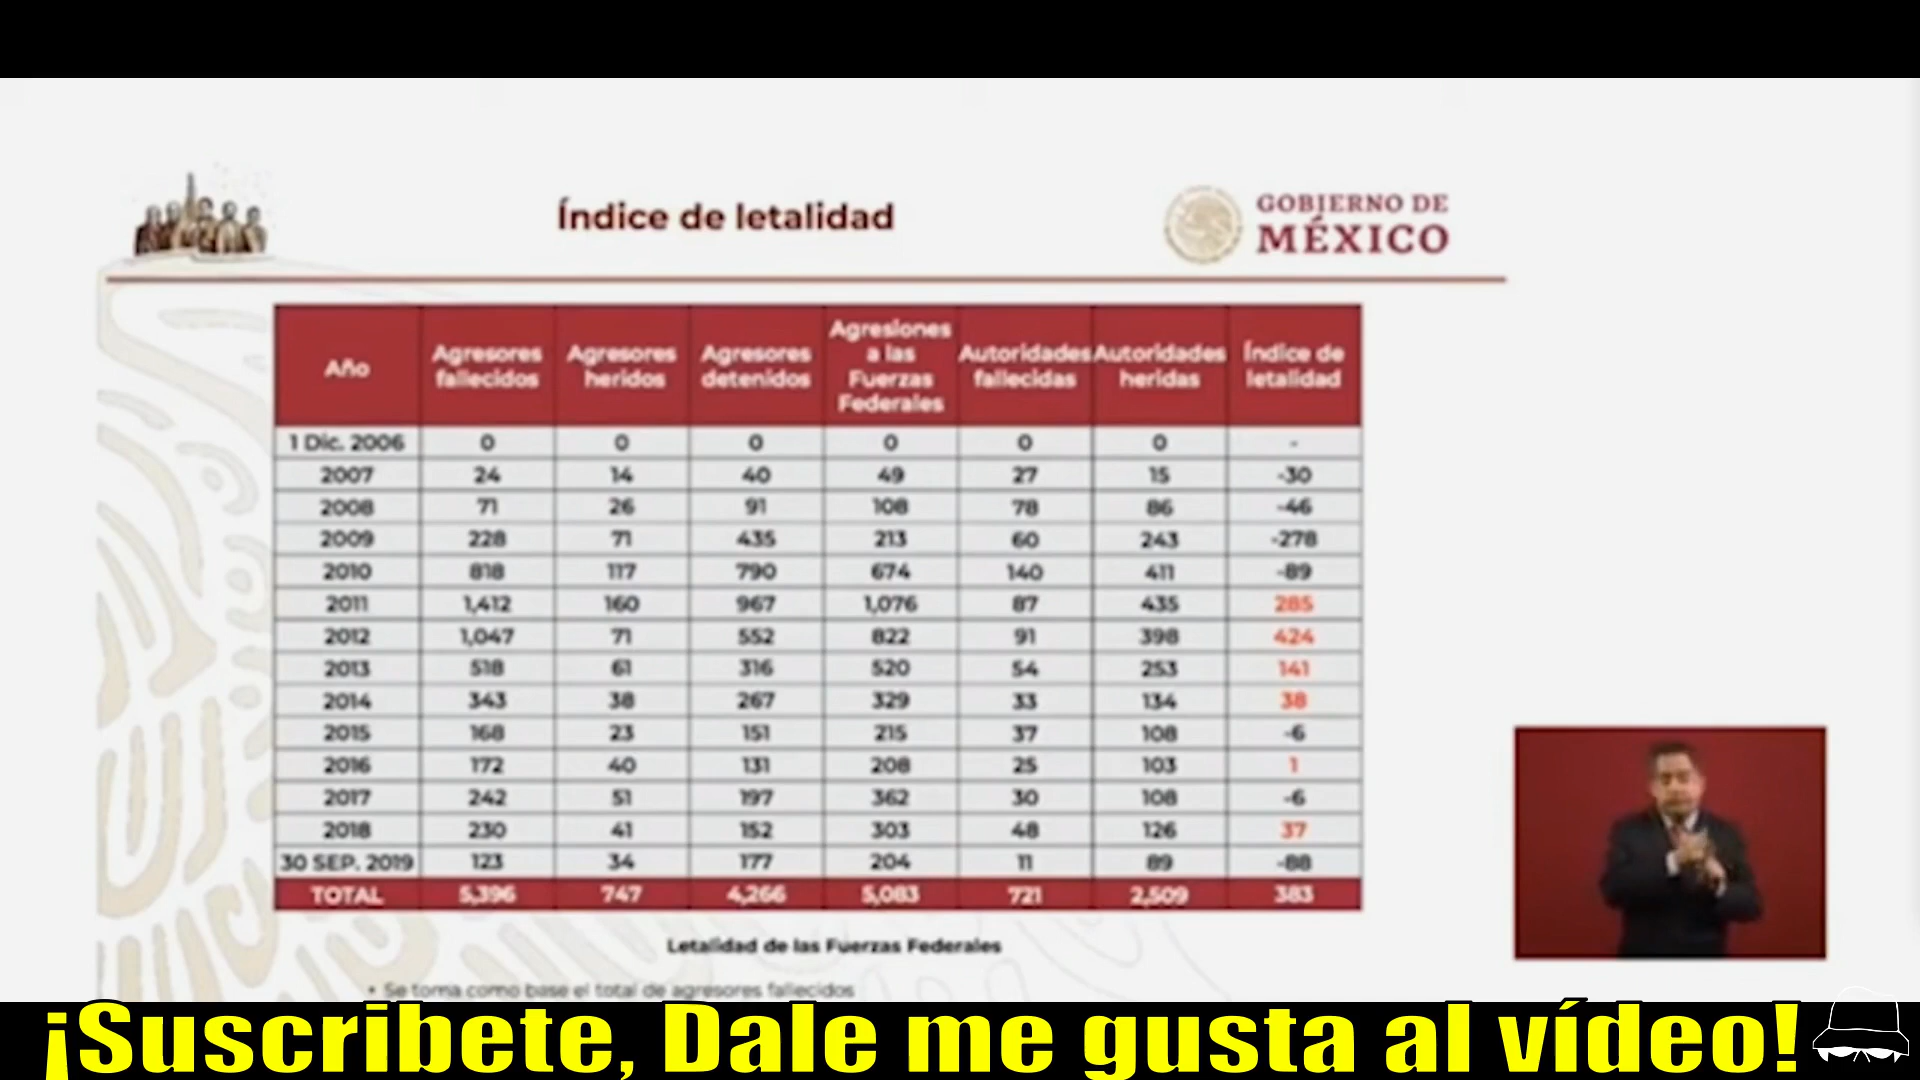 Índice de letalidad
GOBIERNO DE
MÉXICO
Año Agresores fallecidos Agresores heridos Agresores detenidos Agresiones a las Fuerzas Federales Autoridades fallecidas Autoridades heridas Índice de letalidad
1 Dic. 2006 0 0 0 0 0 0 -
2007 24 14 40 49 27 15 -30
2008 71 26 91 108 78 86 -46
2009 228 71 435 213 60 243 -278
2010 818 117 790 674 140 411 -89
2011 1,412 160 967 1,076 87 435 285
2012 1,047 71 552 822 91 398 424
2013 518 61 316 520 54 253 141
2014 343 38 267 329 33 134 38
2015 168 23 151 215 37 108 -6
2016 172 40 131 208 25 103 1
2017 242 51 197 362 30 108 -6
2018 230 41 152 303 48 126 37
30 SEP. 2019 123 34 177 204 11 89 -88
TOTAL 5,396 747 4,266 5,083 721 2,509 383
Letalidad de las Fuerzas Federales
• Se toma como base el total de agresores fallecidos
¡Suscribete, Dale me gusta al vídeo!